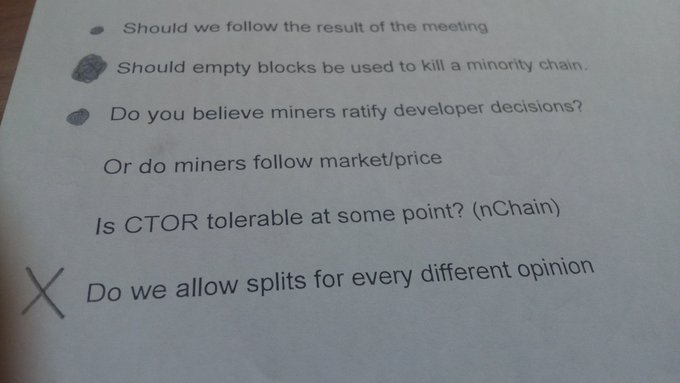 Should we follow the result of the meeting
Should empty blocks be used to kill a minority chain.
Do you believe miners ratify developer decisions?
Or do miners follow market/price
Is CTOR tolerable at some point? (nChain)
Do we allow splits for every different opinion